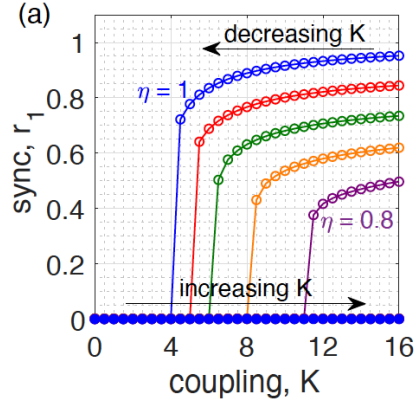 (a)
decreasing K
η = 1
η = 0.8
increasing K
sync, r₁
1
0.8
0.6
0.4
0.2
0
0 4 8 12 16
coupling, K